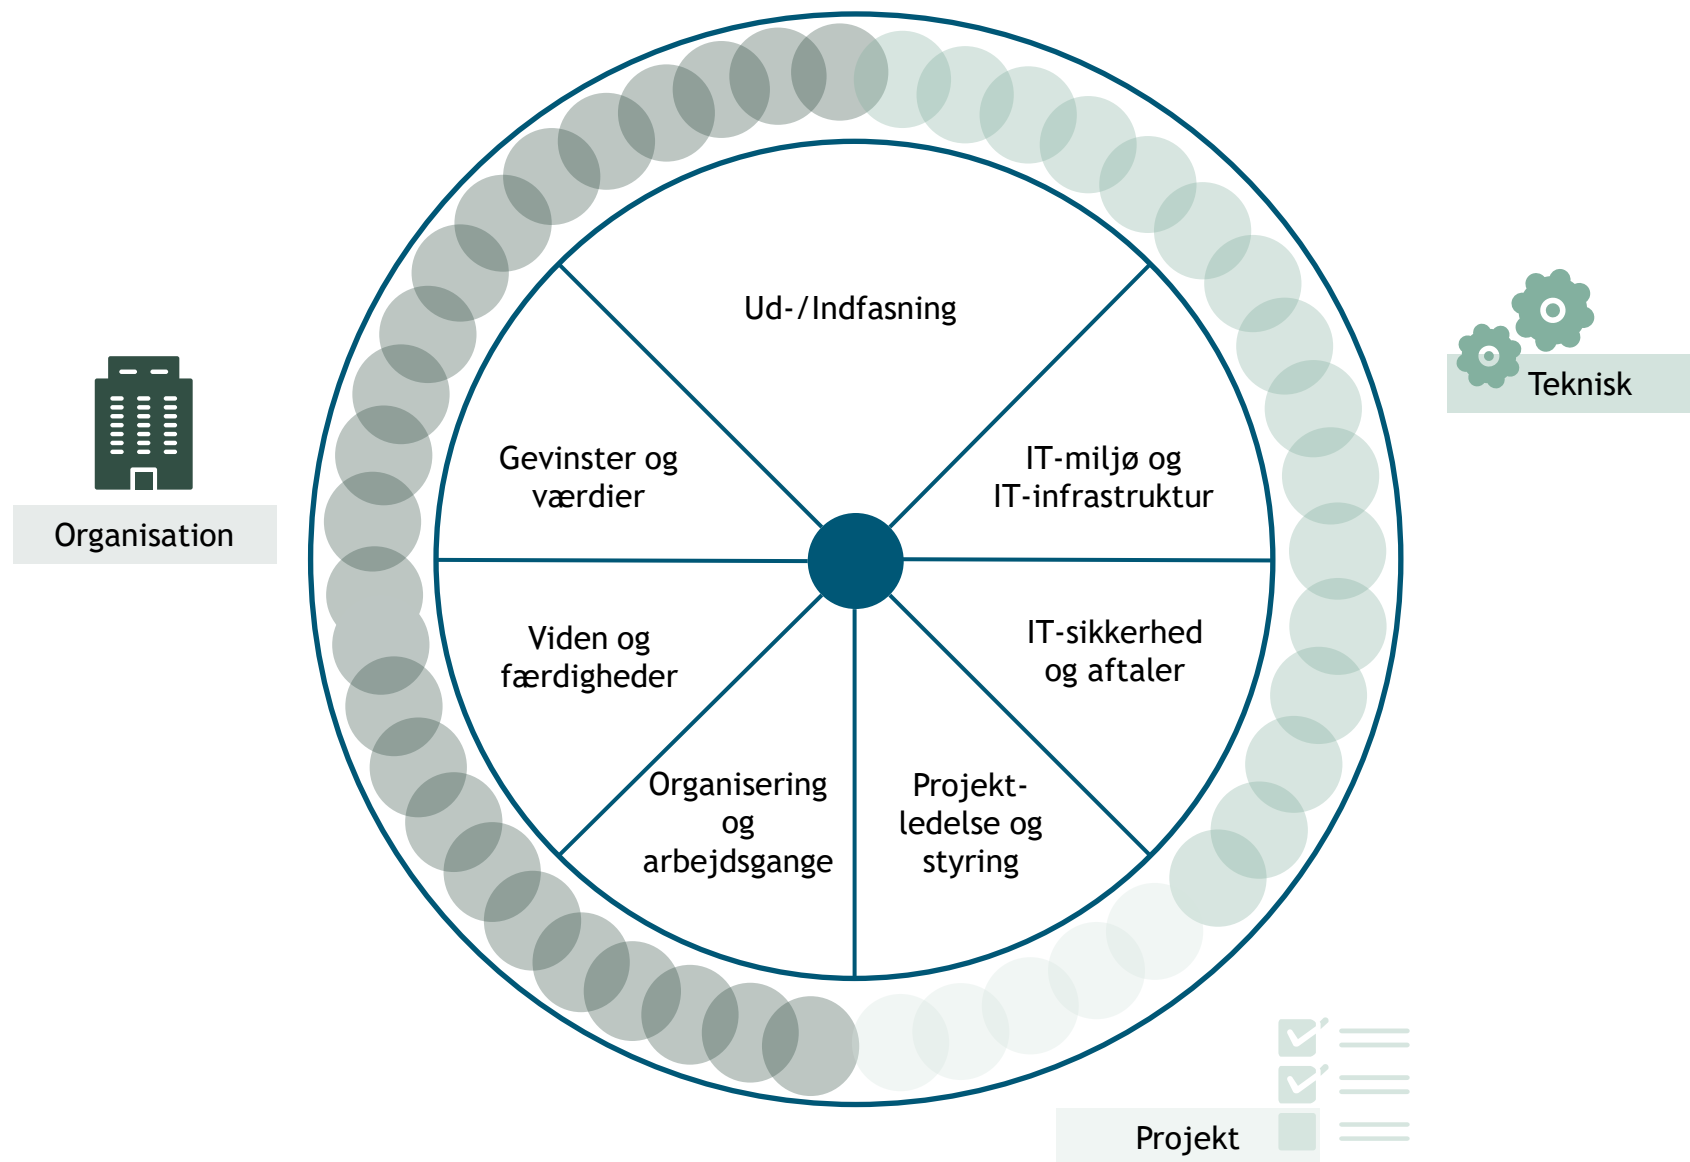 Ud-/Indfasning
Teknisk
Gevinster og
værdier
IT-miljø og
IT-infrastruktur
Organisation
Viden og
færdigheder
IT-sikkerhed
og aftaler
Organisering
og
arbejdsgange
Projekt-
ledelse og
styring
Projekt